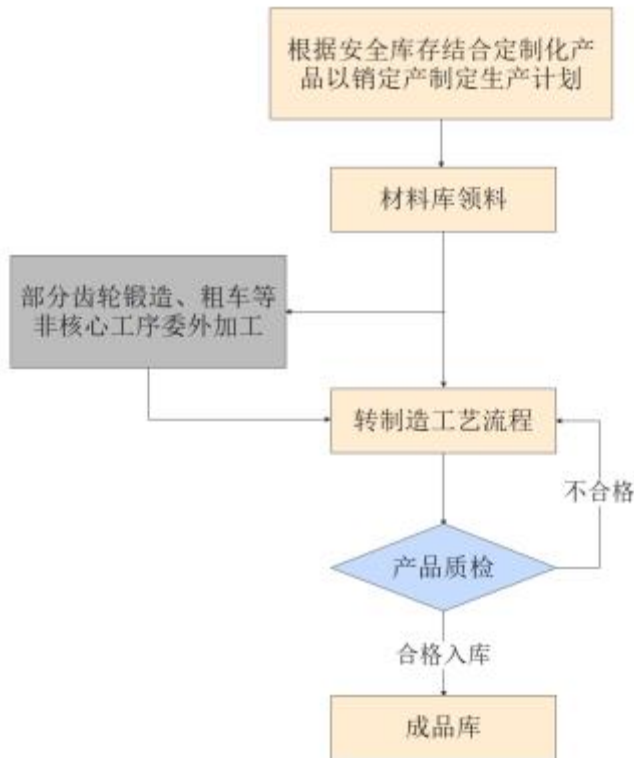 根据安全库存结合定制化产
品以销定产制定生产计划
材料库领料
部分齿轮锻造、粗车等
非核心工序委外加工
转制造工艺流程
不合格
产品质检
合格入库
成品库